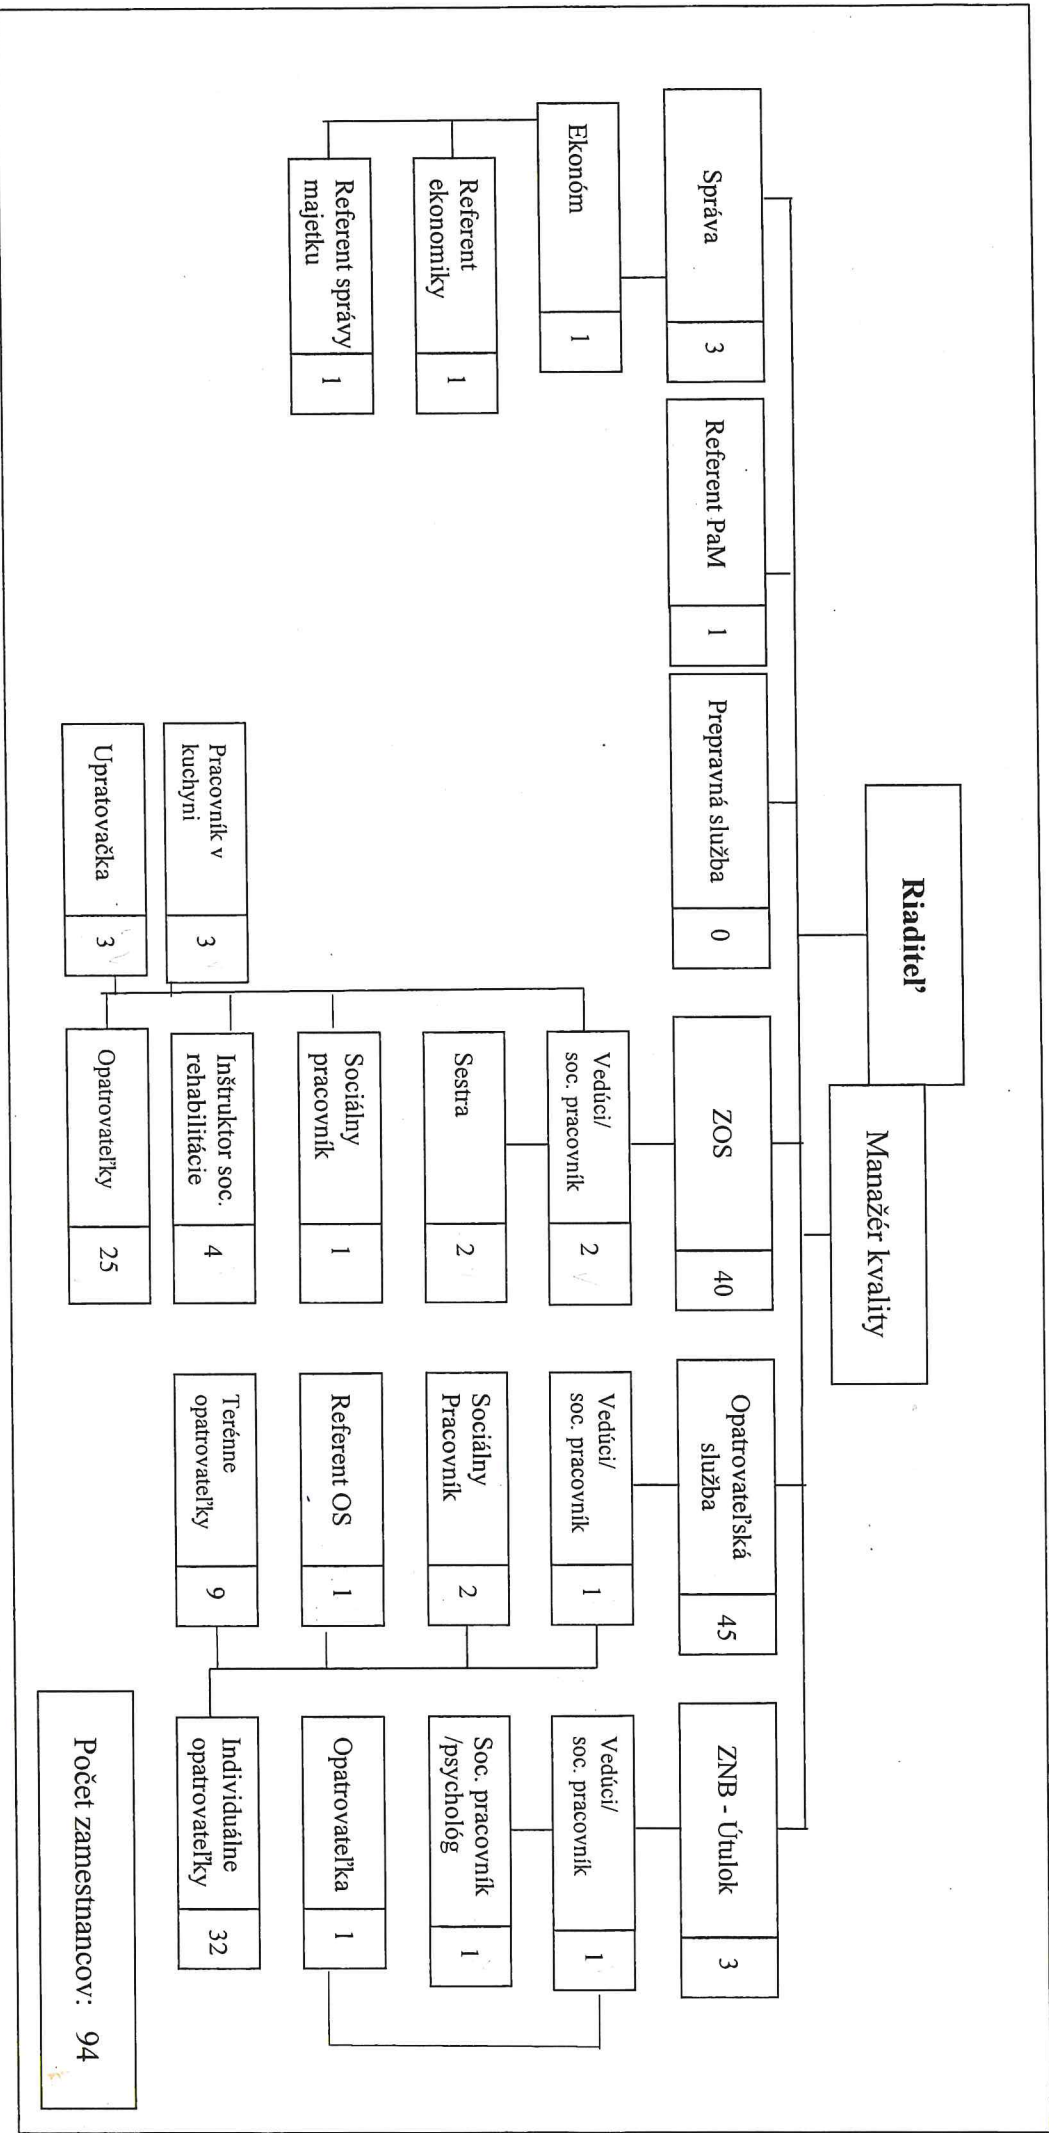 Riaditeľ
Manažér kvality
Správa
3
Referent PaM
1
Prepravná služba
0
ZOS
40
Opatrovateľská
služba
45
ZNB - Útulok
3
Ekonóm
1
Referent
ekonomiky
1
Referent správy
majetku
1
Vedúci/
soc. pracovník
2
Sestra
2
Sociálny
pracovník
1
Inštruktor soc.
rehabilitácie
4
Opatrovateľky
25
Pracovník v
kuchyni
3
Upratovačka
3
Vedúci/
soc. pracovník
1
Sociálny
Pracovník
2
Referent OS
1
Terénne
opatrovateľky
9
Individuálne
opatrovateľky
32
Vedúci/
soc. pracovník
1
Soc. pracovník
/psychológ
1
Opatrovateľka
1
Počet zamestnancov: 94